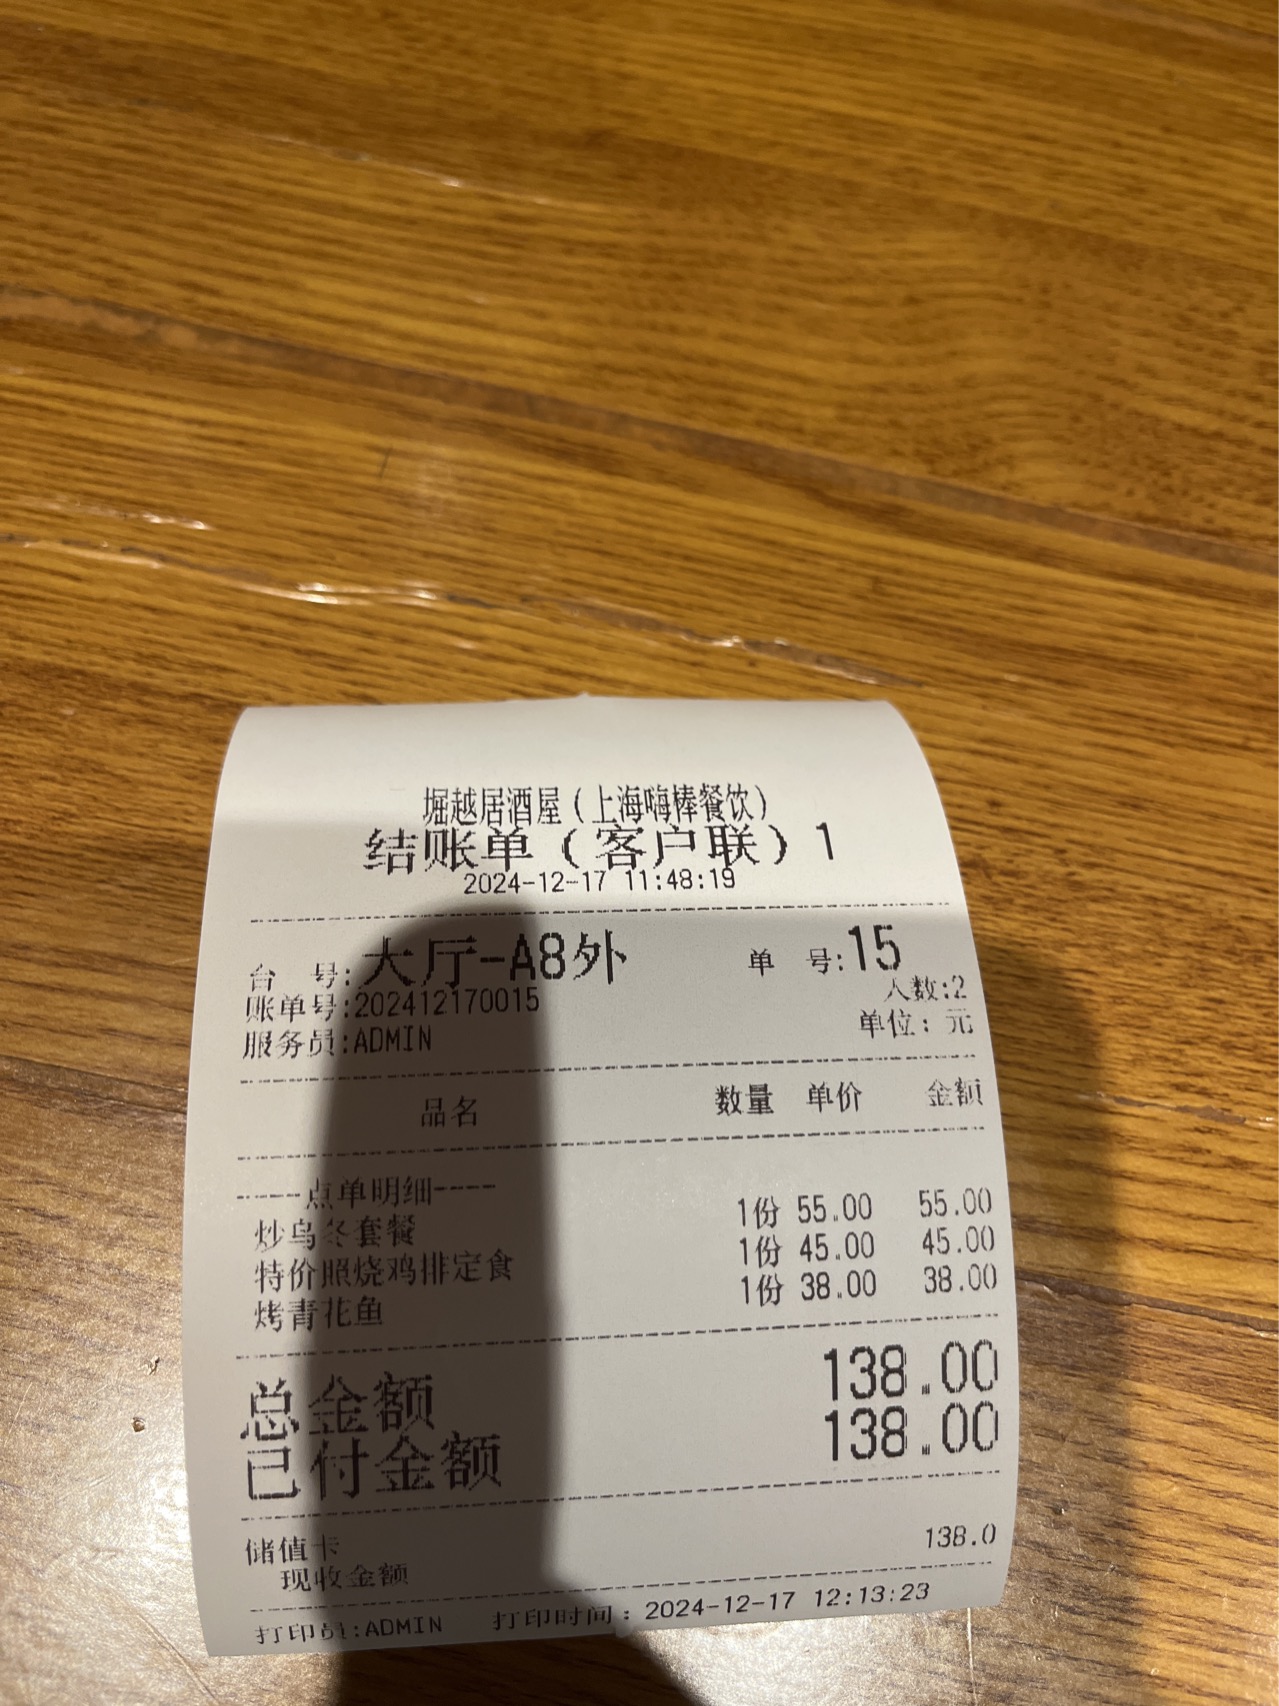 堀越居酒屋（上海嗨棒餐饮）
结账单（客户联）1
2024-12-17 11:48:19
台 号:大厅-A8外 单 号:15
账单号:202412170015 人数:2
服务员:ADMIN 单位：元
品名 数量 单价 金额
----点单明细----
炒乌冬套餐 1份 55.00 55.00
特价照烧鸡排定食 1份 45.00 45.00
烤青花鱼 1份 38.00 38.00
总金额 138.00
已付金额 138.00
储值卡 138.0
现收金额
打印员:ADMIN 打印时间：2024-12-17 12:13:23